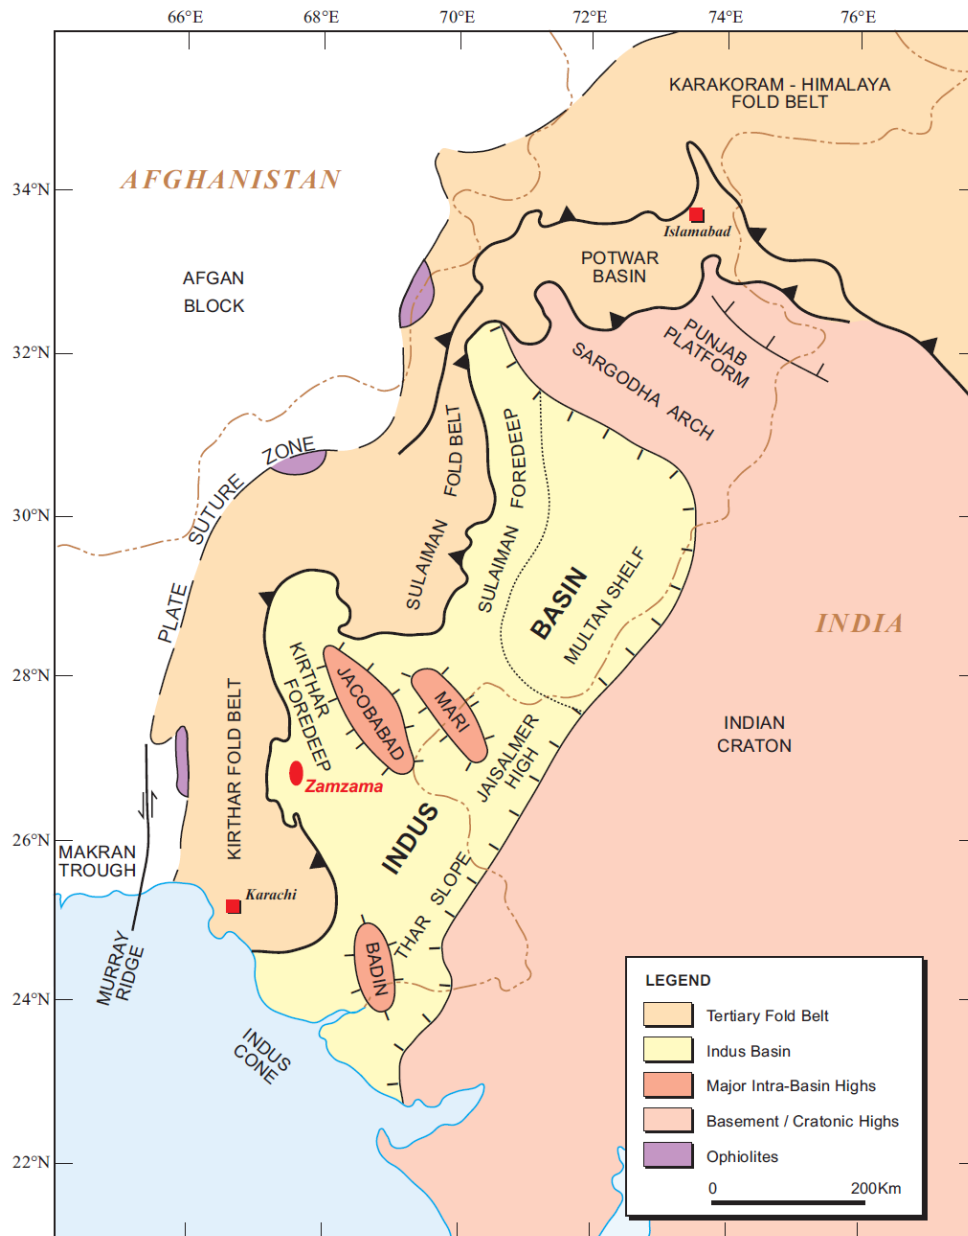 66°E
68°E
70°E
72°E
74°E
76°E
KARAKORAM - HIMALAYA
FOLD BELT
34°N
AFGHANISTAN
Islamabad
POTWAR
BASIN
AFGAN
BLOCK
PUNJAB
PLATFORM
32°N
SARGODHA ARCH
SULAIMAN FOLD BELT
SULAIMAN FOREDEEP
PLATE SUTURE ZONE
30°N
BASIN
MULTAN SHELF
INDIA
28°N
KIRTHAR
FOREDEEP
JACOBABAD
MARI
JAISALMER
HIGH
INDIAN
CRATON
KIRTHAR FOLD BELT
Zamzama
INDUS
26°N
MAKRAN
TROUGH
THAR SLOPE
Karachi
MURRAY
RIDGE
BADIN
24°N
INDUS
CONE
22°N
LEGEND
Tertiary Fold Belt
Indus Basin
Major Intra-Basin Highs
Basement / Cratonic Highs
Ophiolites
0
200Km